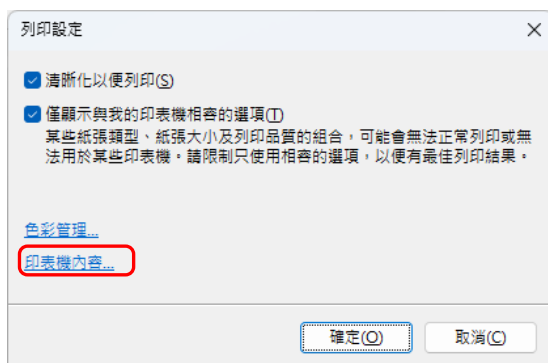 列印設定
清晰化以便列印(S)
僅顯示與我的印表機相容的選項(T)
某些紙張類型、紙張大小及列印品質的組合，可能會無法正常列印或無
法用於某些印表機。請限制只使用相容的選項，以便有最佳列印結果。
色彩管理...
印表機內容...
確定(O)
取消(C)